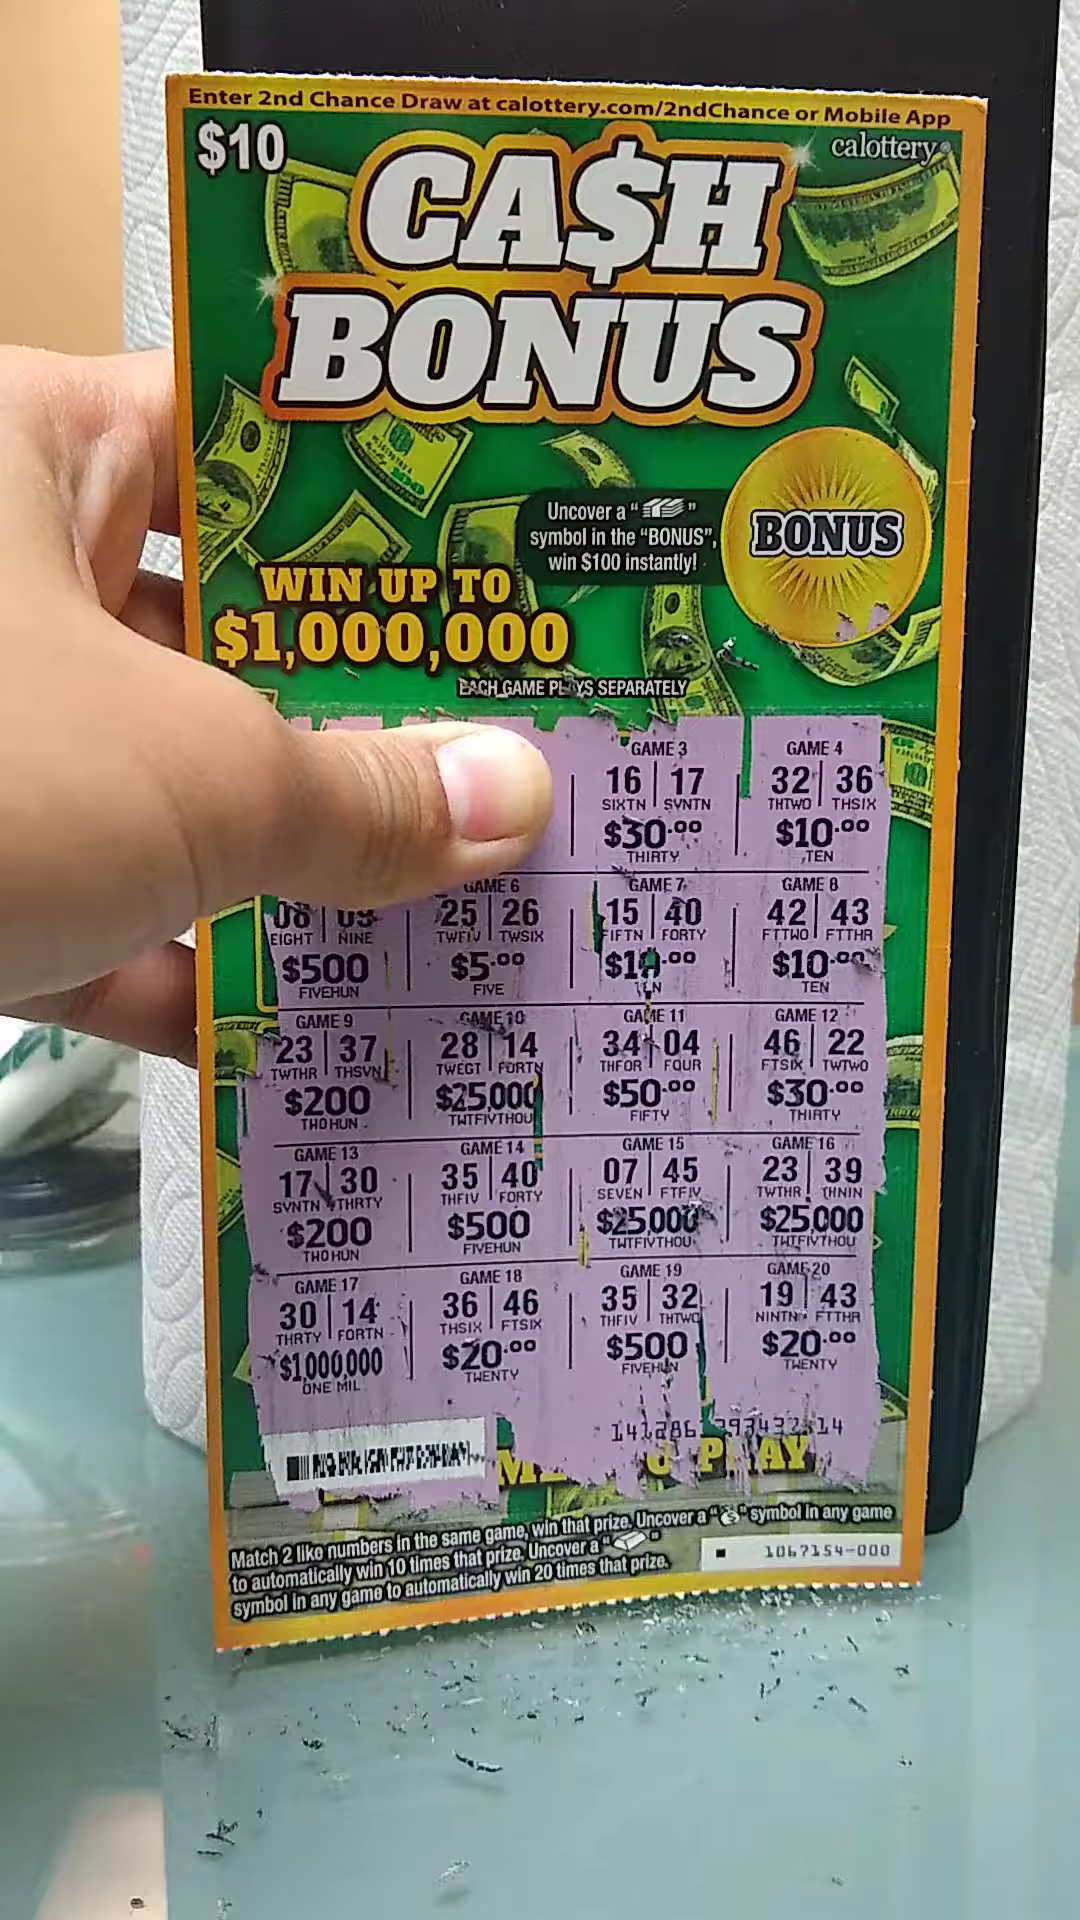 Enter 2nd Chance Draw at calottery.com/2ndChance or Mobile App
$10
calottery
CA$H
BONUS
Uncover a " "
symbol in the "BONUS",
win $100 instantly!
BONUS
WIN UP TO
$1,000,000
EACH GAME PLAYS SEPARATELY
GAME 3 GAME 4
16 17 32 36
SIXTN SVNTN THTWO THSIX
$30.00 $10.00
THIRTY TEN
GAME 6 GAME 7 GAME 8
08 09 25 26 15 40 42 43
EIGHT NINE TWFIV TWSIX FIFTN FORTY FTTWO FTTHR
$500 $5.00 $10.00 $10.00
FIVEHUN FIVE TEN TEN
GAME 9 GAME 10 GAME 11 GAME 12
23 37 28 14 34 04 46 22
TWTHR THSVN TWEGT FORTN THFOR FOUR FTSIX TWTWO
$200 $25,000 $50.00 $30.00
TWOHUN TWTFIVTHOU FIFTY THIRTY
GAME 13 GAME 14 GAME 15 GAME 16
17 30 35 40 07 45 23 39
SVNTN THRTY THFIV FORTY SEVEN FTFIV TWTHR THNIN
$200 $500 $25,000 $25,000
TWOHUN FIVEHUN TWTFIVTHOU TWTFIVTHOU
GAME 17 GAME 18 GAME 19 GAME 20
30 14 36 46 35 32 19 43
THRTY FORTN THSIX FTSIX THFIV THTWO NINTN FTTHR
$1,000,000 $20.00 $500 $20.00
ONE MIL TWENTY FIVEHUN TWENTY
PLAY
Match 2 like numbers in the same game, win that prize. Uncover a " " symbol in any game
to automatically win 10 times that prize. Uncover a " "
symbol in any game to automatically win 20 times that prize.
1067154-000